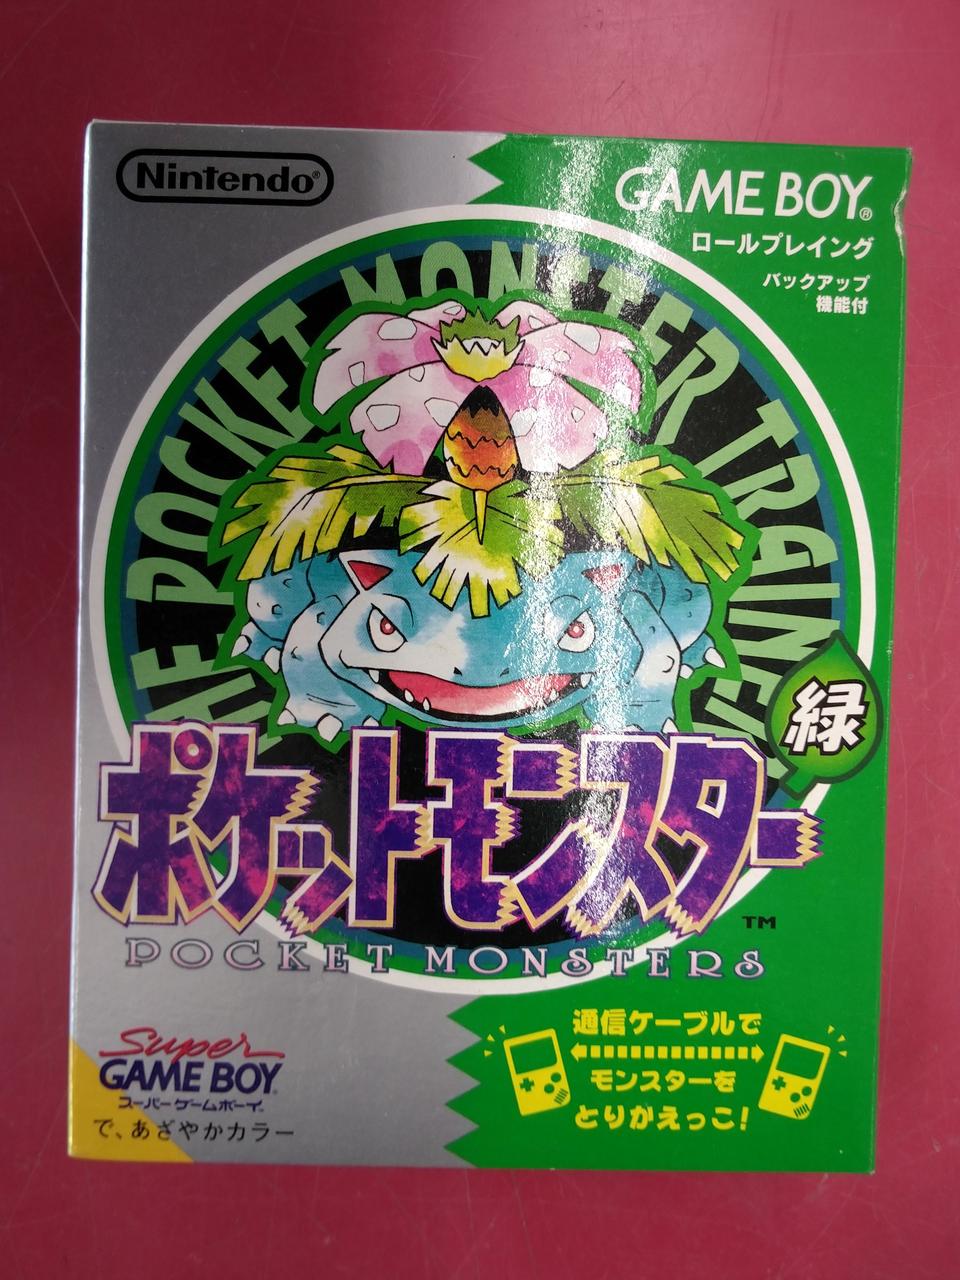 Nintendo®
GAME BOY®
ロールプレイング
バックアップ
機能付
THE POCKET MONSTER TRAINER
緑
ポケットモンスター
TM
POCKET MONSTERS
Super
GAME BOY
スーパーゲームボーイ
で、あざやかカラー
通信ケーブルで
モンスターを
とりかえっこ!